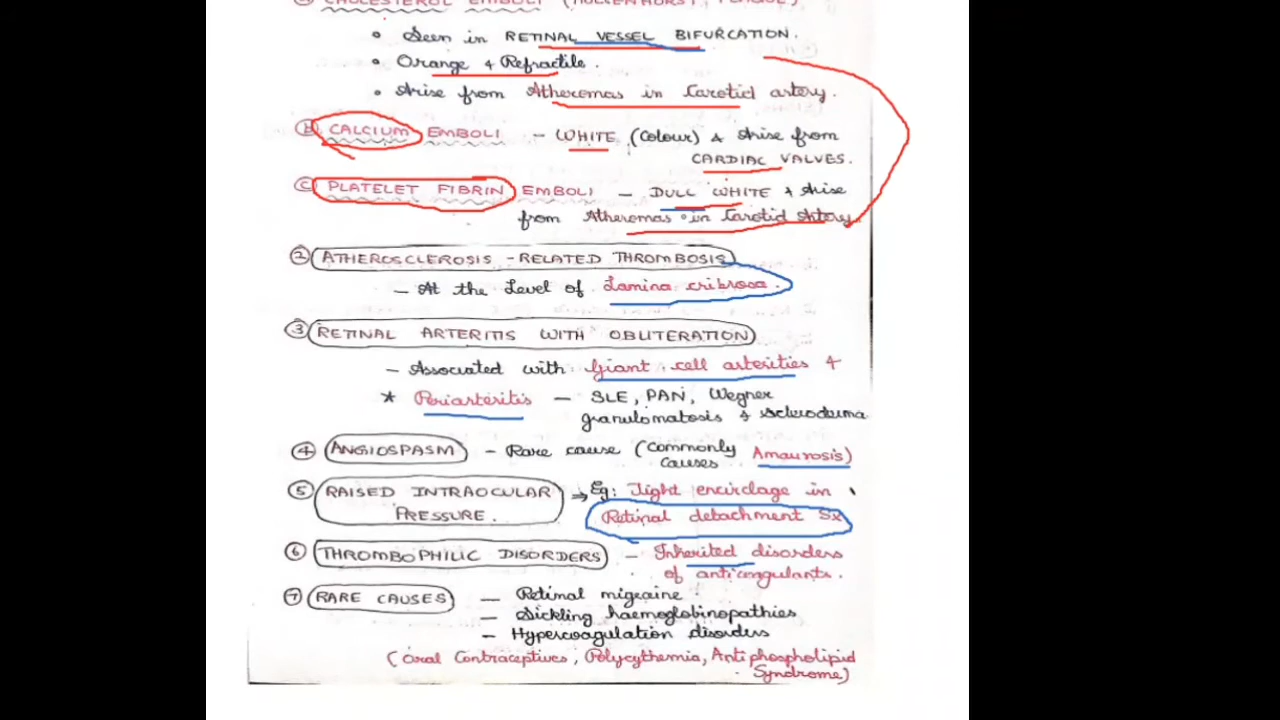 CHOLESTEROL EMBOLI (HOLLENHORST PLAQUE)
• Seen in RETINAL VESSEL BIFURCATION.
• Orange & Refractile.
• Arise from Atheromas in Carotid artery.
(b) CALCIUM EMBOLI - WHITE (Colour) & Arise from
CARDIAC VALVES.
(c) PLATELET FIBRIN EMBOLI - DULL WHITE & Arise
from Atheromas in Carotid Artery.
② ATHEROSCLEROSIS - RELATED THROMBOSIS
- At the Level of Lamina cribrosa.
③ RETINAL ARTERITIS WITH OBLITERATION
- Associated with Giant cell arterities &
* Periarteritis - SLE, PAN, Wegner
granulomatosis & scleroderma
④ ANGIOSPASM - Rare cause (Commonly
causes Amaurosis)
⑤ RAISED INTRAOCULAR → Eg: Tight encirclage in
PRESSURE. Retinal detachment Sx
⑥ THROMBOPHILIC DISORDERS - Inherited disorders
of anticoagulants.
⑦ RARE CAUSES - Retinal migraine
- Sickling haemoglobinopathies
- Hypercoagulation disorders
(Oral Contraceptives, Polycythemia, Antiphospholipid
Syndrome)